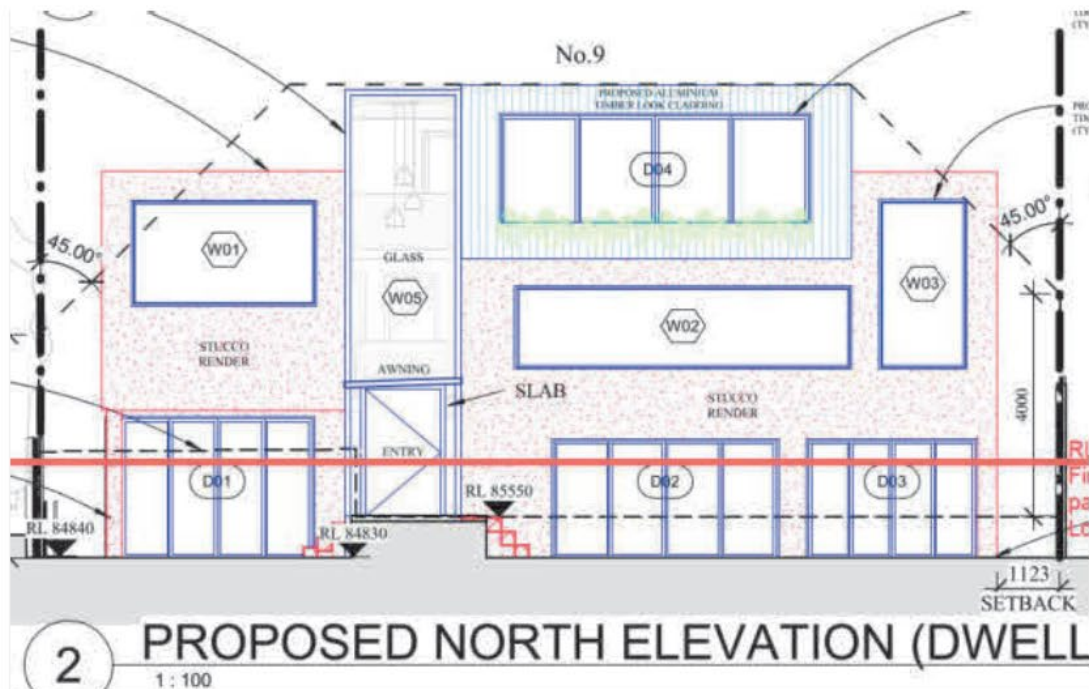 No.9
PROPOSED ALUMINIUM
TIMBER LOOK CLADDING
D04
45.00°
45.00°
W01
GLASS
W05
W03
W02
STUCCO
RENDER
AWNING
SLAB
STUCCO
RENDER
4000
ENTRY
D01
D02
D03
RL 85550
RL 84840
RL 84830
1123
SETBACK
2
PROPOSED NORTH ELEVATION (DWELL
1 : 100